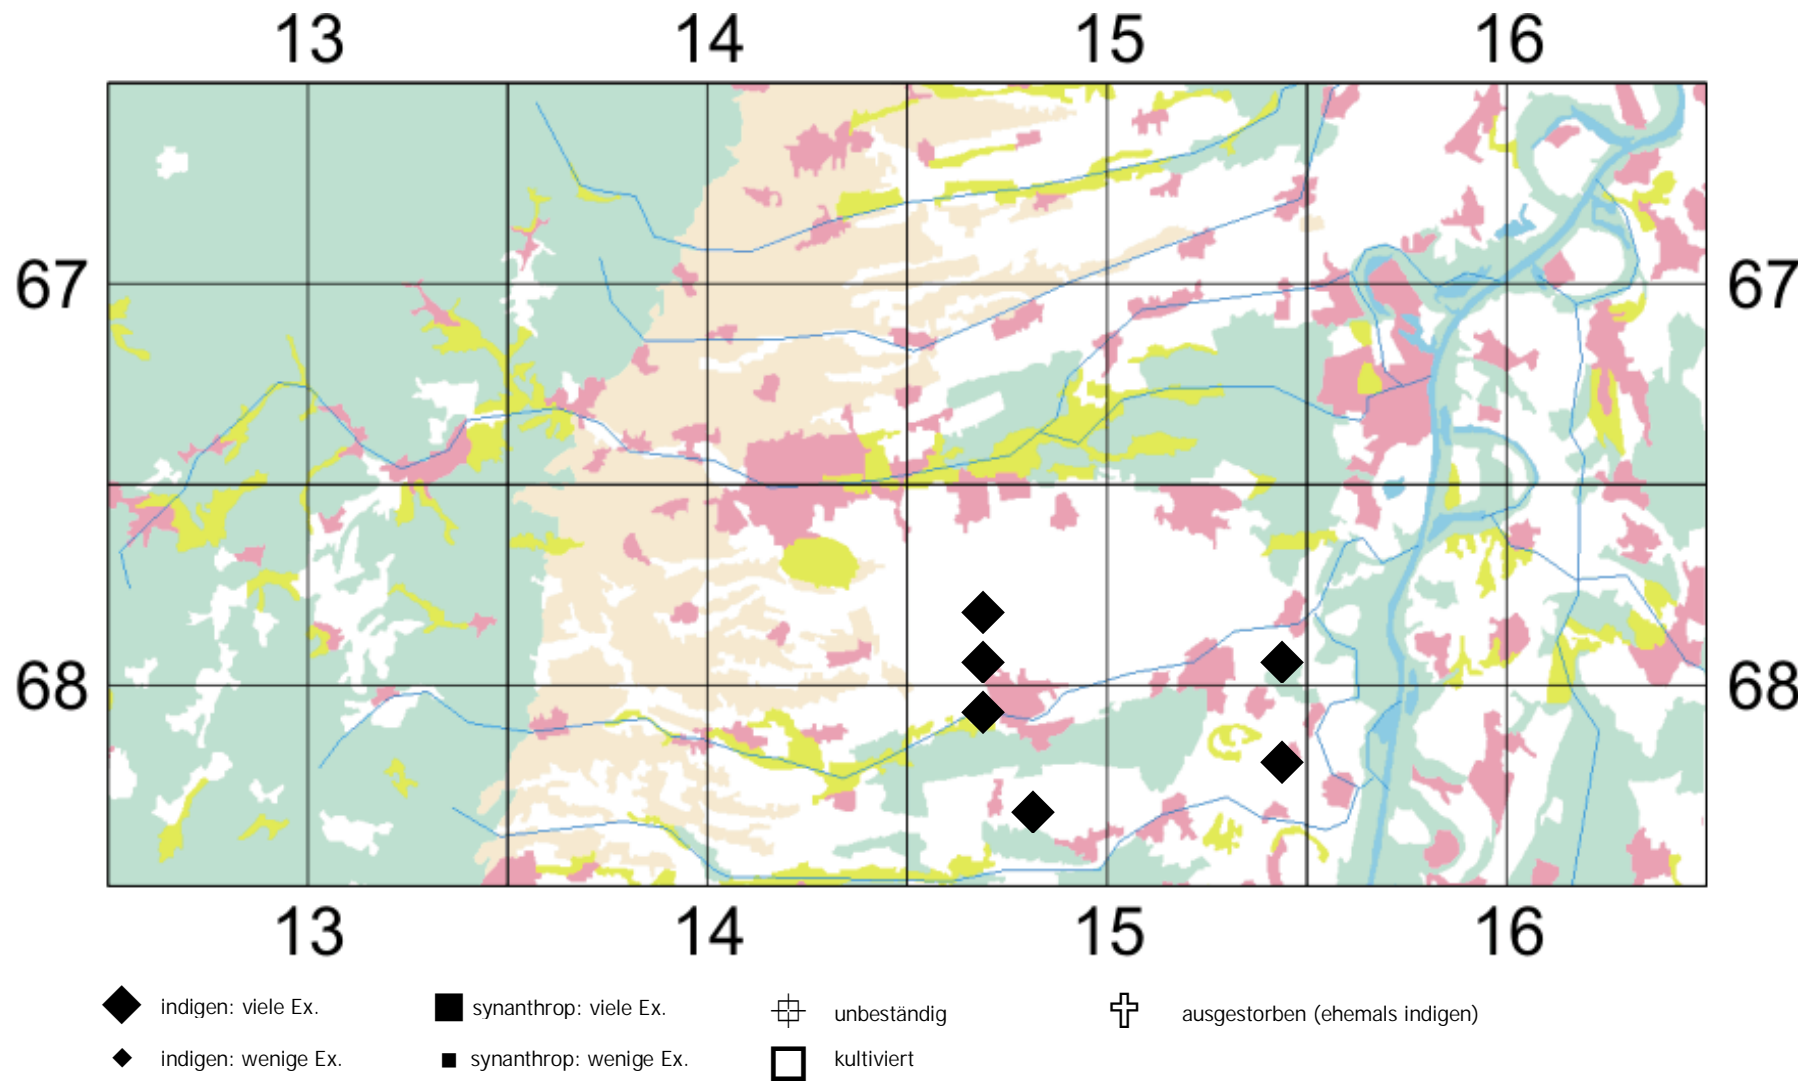 13 14 15 16
67 67
68 68
13 14 15 16
indigen: viele Ex. synanthrop: viele Ex. unbeständig ausgestorben (ehemals indigen)
indigen: wenige Ex. synanthrop: wenige Ex. kultiviert